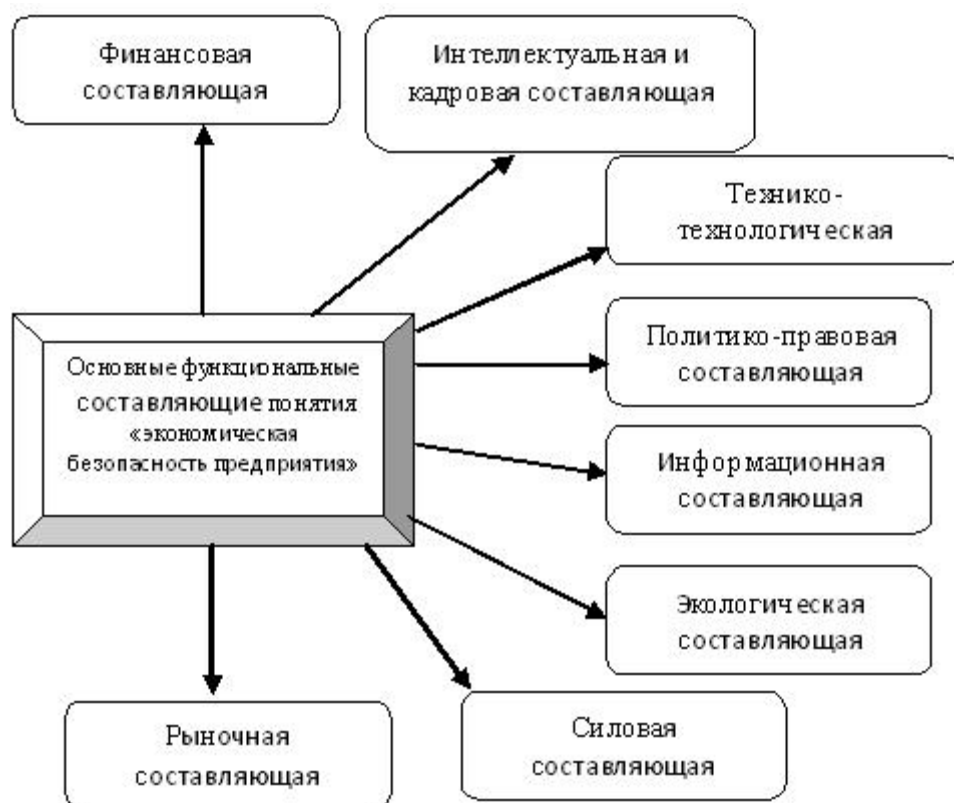 Финансовая
составляющая
Интеллектуальная и
кадровая составляющая
Технико-
технологическая
Основные функциональные
составляющие понятия
«экономическая
безопасность предприятия»
Политико-правовая
составляющая
Информационная
составляющая
Экологическая
составляющая
Рыночная
составляющая
Силовая
составляющая